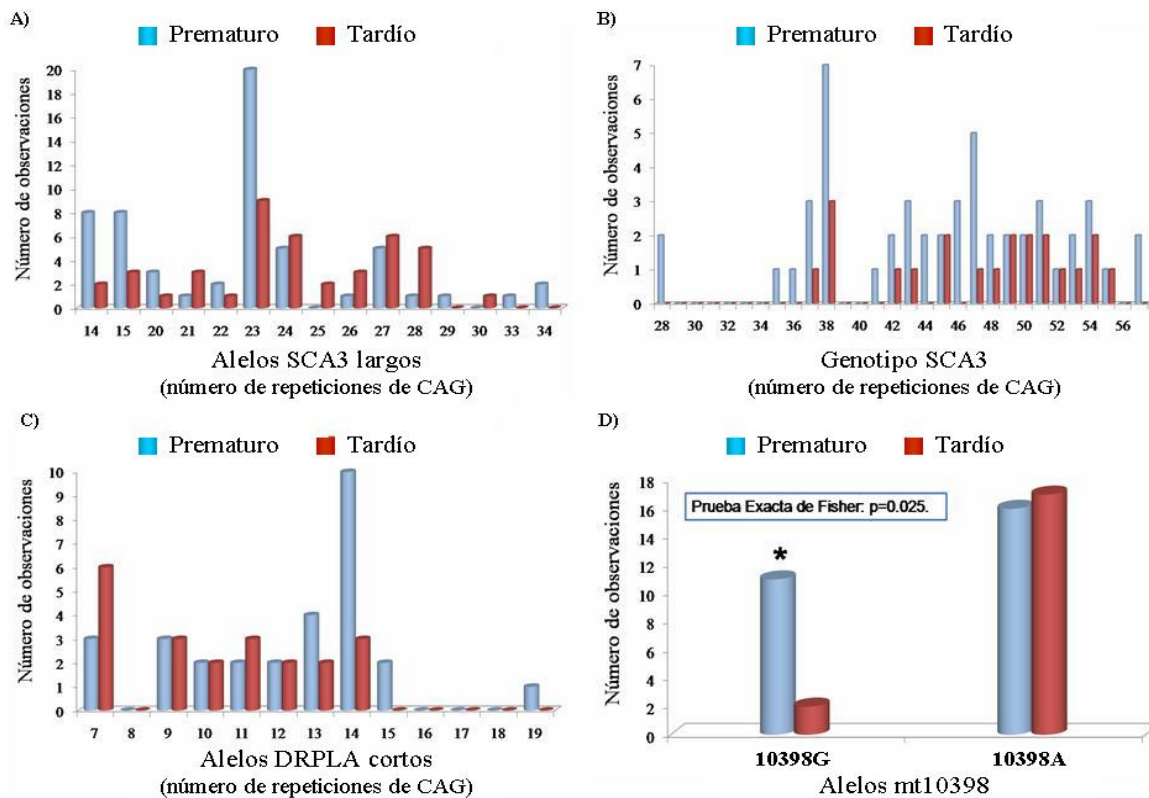 A)
Prematuro Tardío
Número de observaciones
20
18
16
14
12
10
8
6
4
2
0
14 15 20 21 22 23 24 25 26 27 28 29 30 33 34
Alelos SCA3 largos
(número de repeticiones de CAG)
B)
Prematuro Tardío
Número de observaciones
7
6
5
4
3
2
1
0
28 30 32 34 36 38 40 42 44 46 48 50 52 54 56
Genotipo SCA3
(número de repeticiones de CAG)
C)
Prematuro Tardío
Número de observaciones
10
9
8
7
6
5
4
3
2
1
0
7 8 9 10 11 12 13 14 15 16 17 18 19
Alelos DRPLA cortos
(número de repeticiones de CAG)
D)
Prematuro Tardío
Número de observaciones
18
16
14
12
10
8
6
4
2
0
Prueba Exacta de Fisher: p=0.025.
*
10398G 10398A
Alelos mt10398